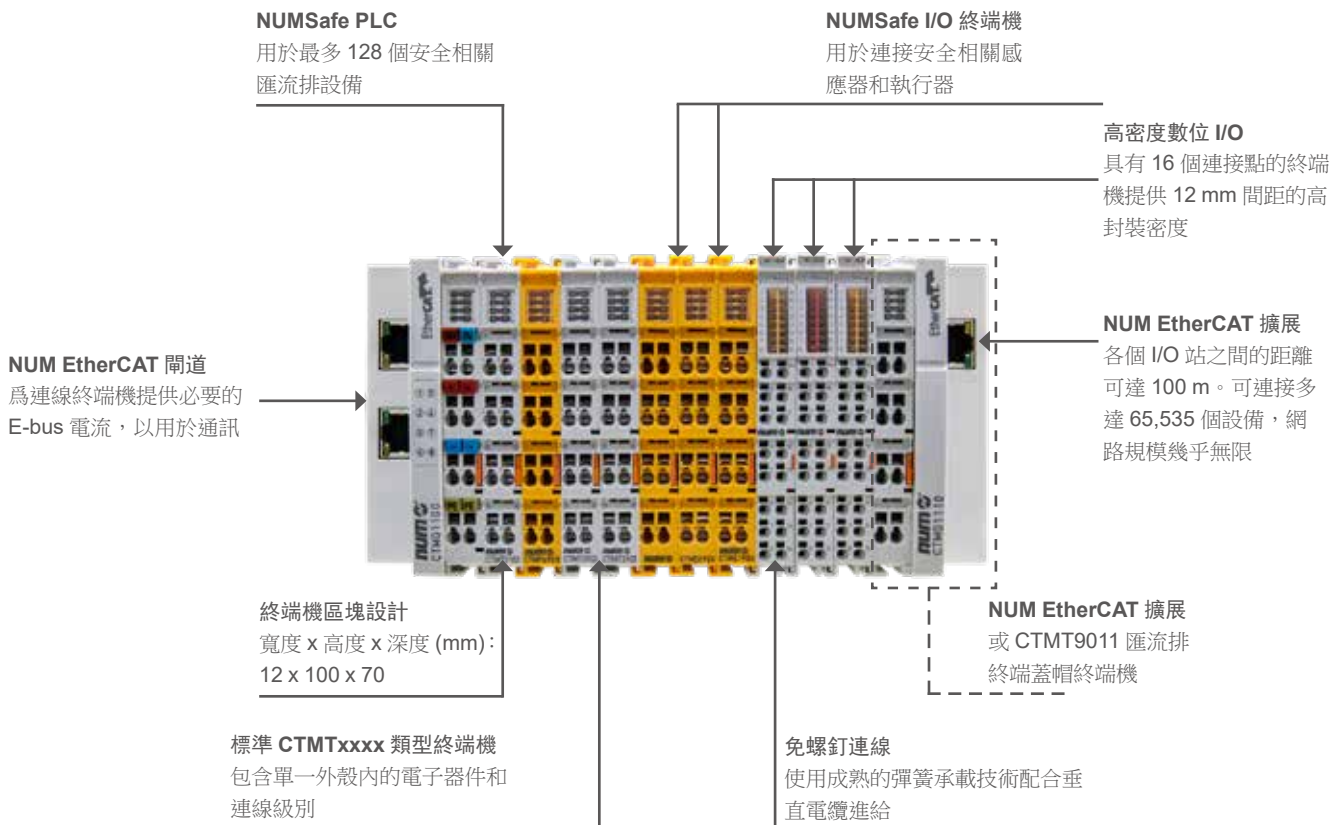 NUMSafe PLC
用於最多 128 個安全相關
匯流排設備
NUMSafe I/O 終端機
用於連接安全相關感
應器和執行器
高密度數位 I/O
具有 16 個連接點的終端
機提供 12 mm 間距的高
封裝密度
NUM EtherCAT 擴展
各個 I/O 站之間的距離
可達 100 m。可連接多
達 65,535 個設備，網
路規模幾乎無限
NUM EtherCAT 閘道
爲連線終端機提供必要的
E-bus 電流，以用於通訊
EtherCAT
EtherCAT
num
CTMG1100
num
終端機區塊設計
寬度 x 高度 x 深度 (mm)：
12 x 100 x 70
NUM EtherCAT 擴展
或 CTMT9011 匯流排
終端蓋帽終端機
標準 CTMTxxxx 類型終端機
包含單一外殼內的電子器件和
連線級別
免螺釘連線
使用成熟的彈簧承載技術配合垂
直電纜進給